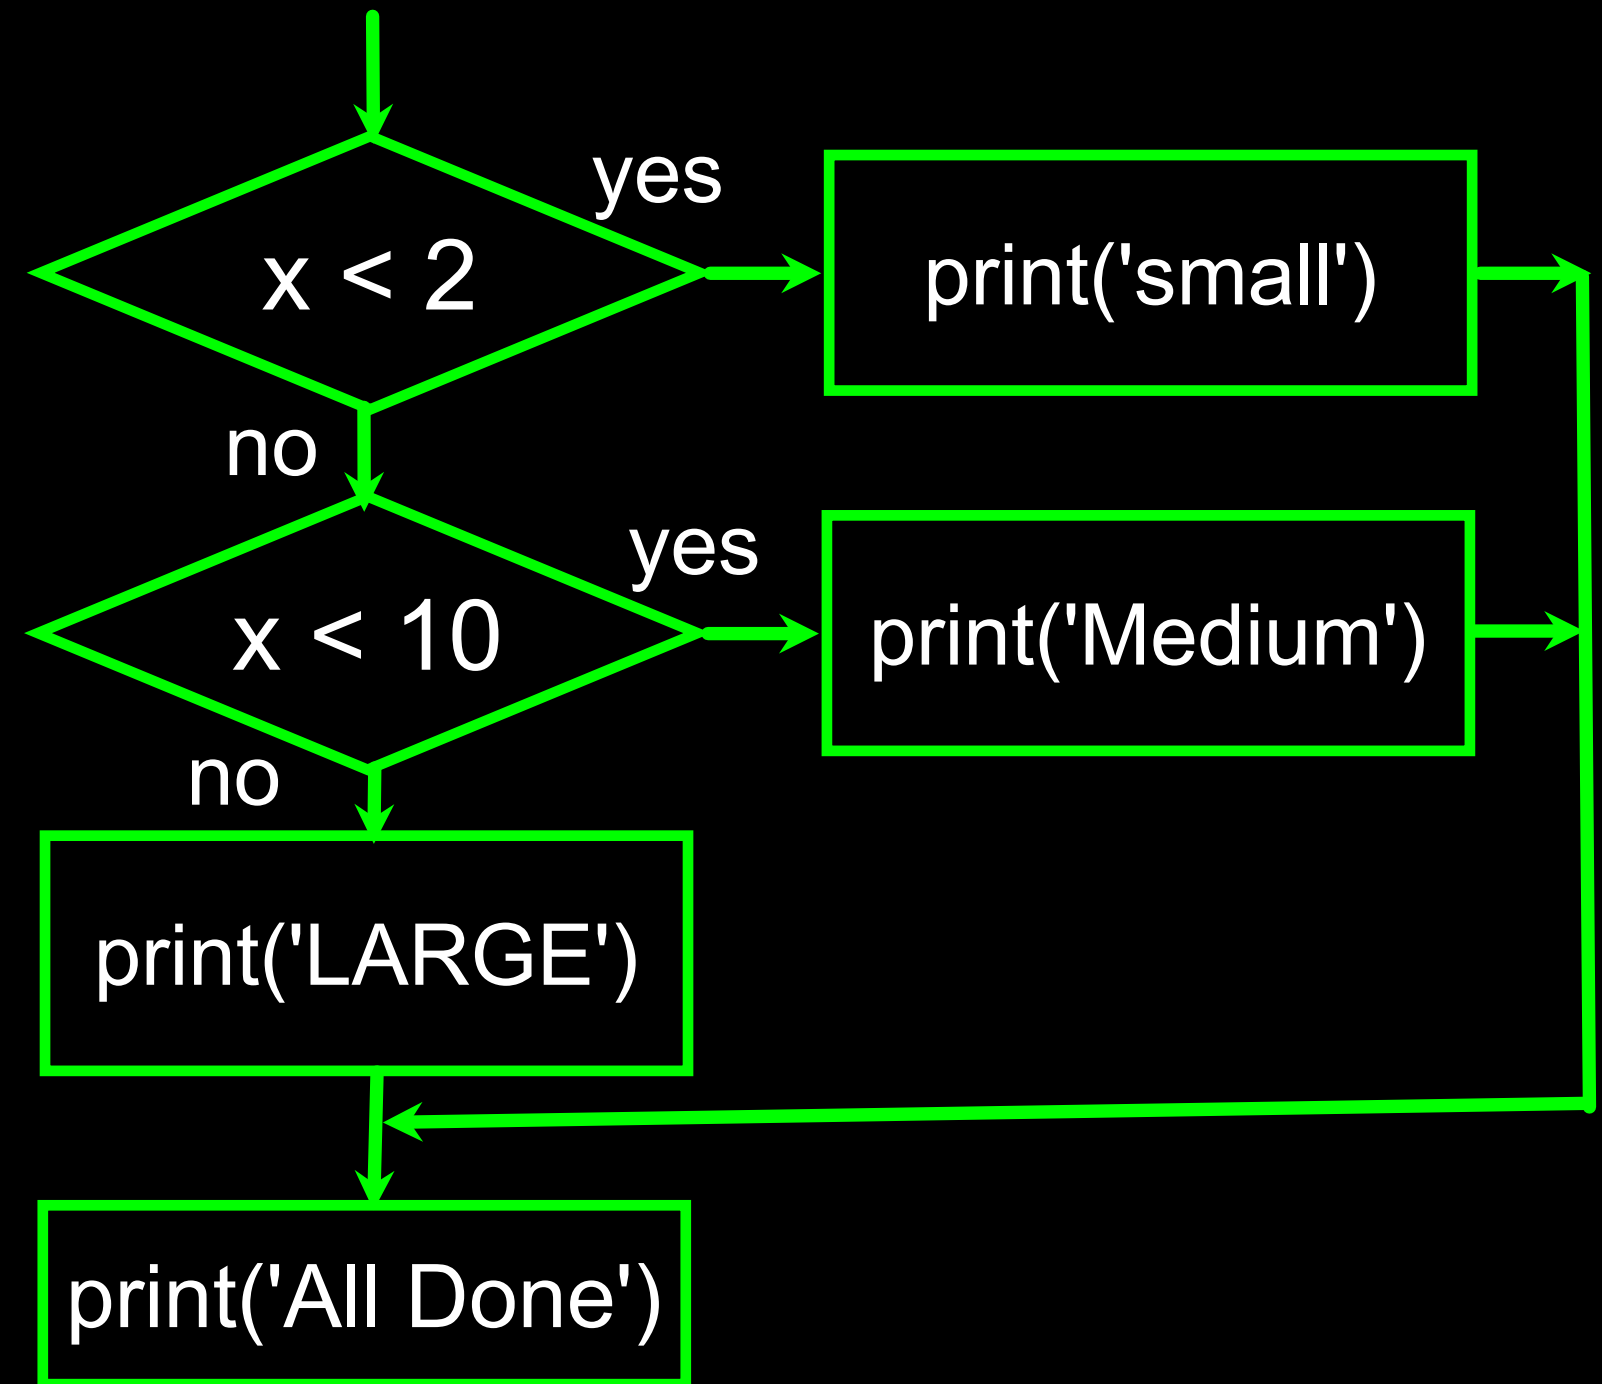 yes
x < 2
print('small')
no
yes
x < 10
print('Medium')
no
print('LARGE')
print('All Done')